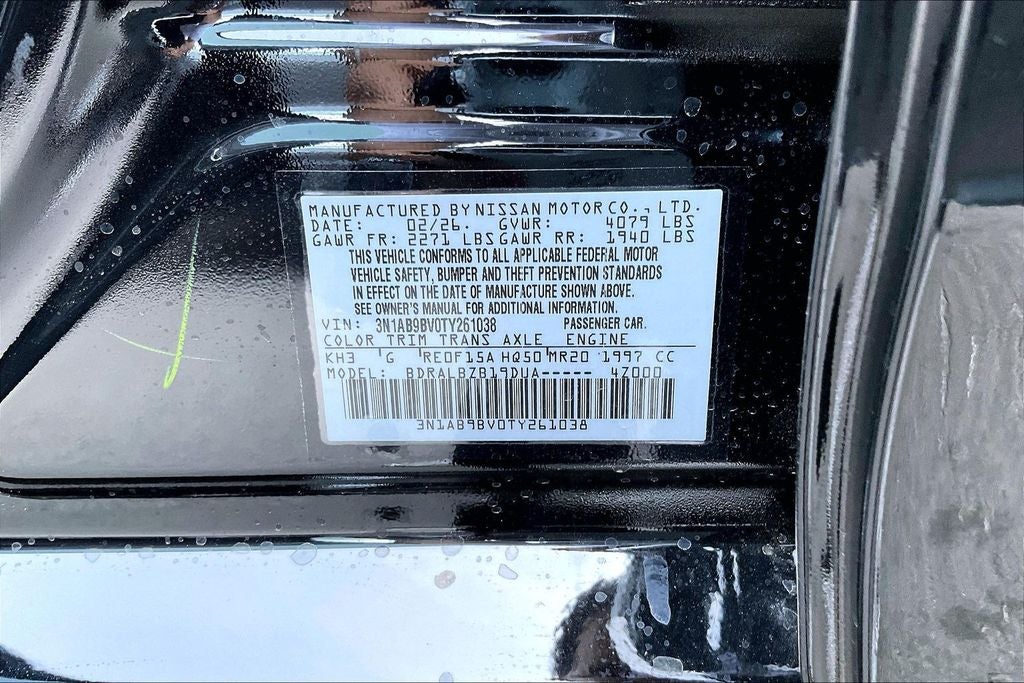 MANUFACTURED BY NISSAN MOTOR CO., LTD.
DATE: 02/26. GVWR: 4079 LBS
GAWR FR: 2271 LBS GAWR RR: 1940 LBS
THIS VEHICLE CONFORMS TO ALL APPLICABLE FEDERAL MOTOR
VEHICLE SAFETY, BUMPER AND THEFT PREVENTION STANDARDS
IN EFFECT ON THE DATE OF MANUFACTURE SHOWN ABOVE.
SEE OWNER'S MANUAL FOR ADDITIONAL INFORMATION.
VIN: 3N1AB9BV0TY261038 PASSENGER CAR.
COLOR TRIM TRANS AXLE ENGINE
KH3 G RE0F15A HQ50 MR20 1997 CC
MODEL: BDRALBZB19DUA----- 4Z000
3N1AB9BV0TY261038